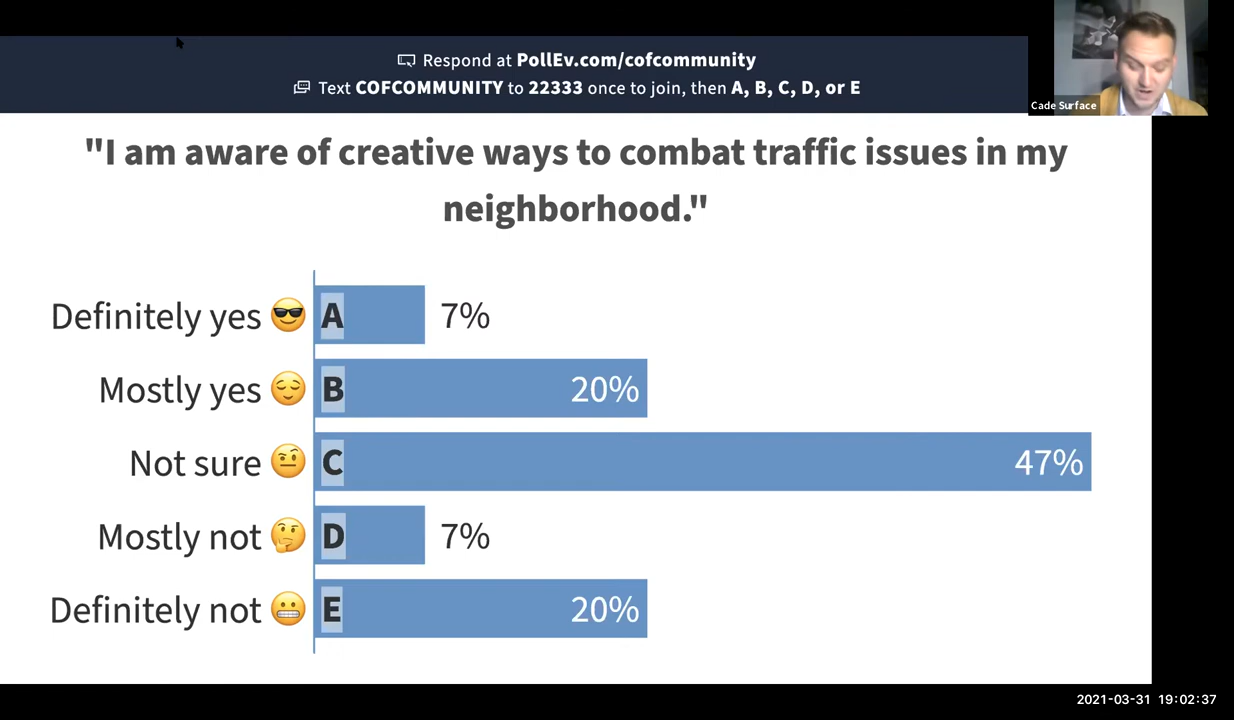 Respond at PollEv.com/cofcommunity
Text COFCOMMUNITY to 22333 once to join, then A, B, C, D, or E
Cade Surface
"I am aware of creative ways to combat traffic issues in my
neighborhood."
Definitely yes 😎 A 7%
Mostly yes 😌 B 20%
Not sure 🤨 C 47%
Mostly not 🤔 D 7%
Definitely not 😬 E 20%
2021-03-31 19:02:37